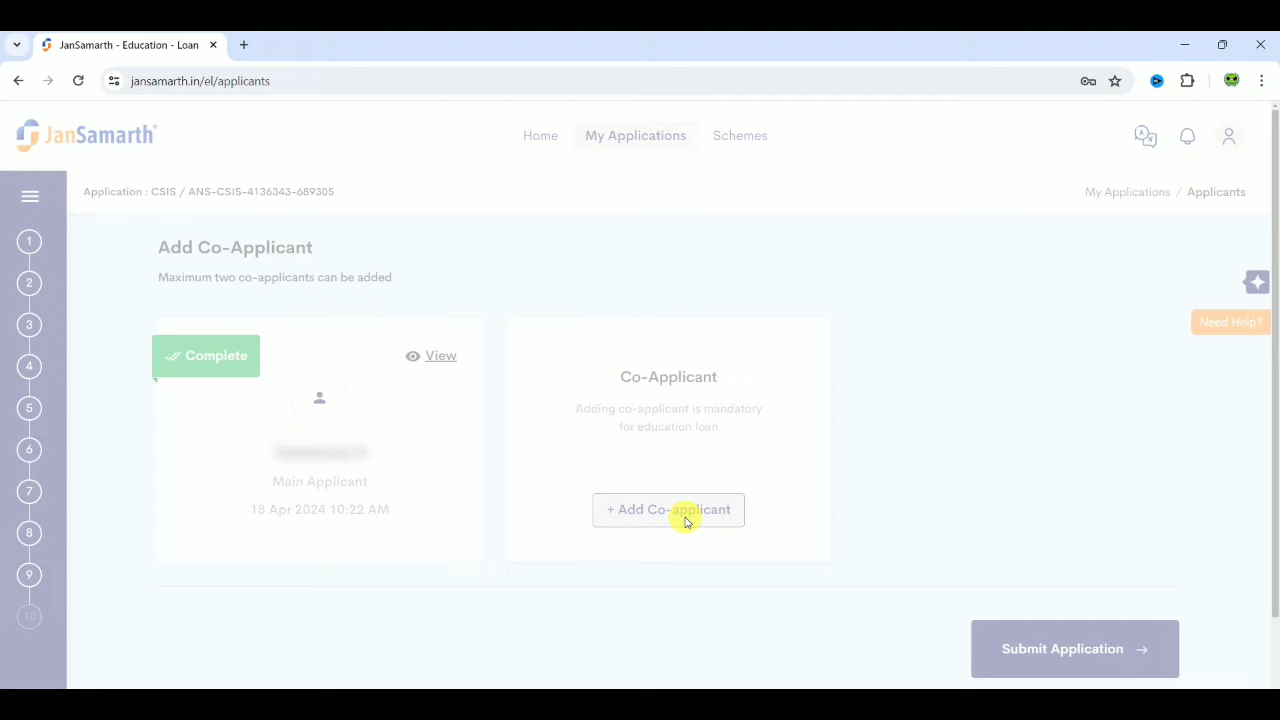 JanSamarth - Education - Loan
jansamarth.in/el/applicants
JanSamarth
Home
My Applications
Schemes
Application : CSIS / ANS-CSIS-4136343-689305
My Applications / Applicants
1
2
3
4
5
6
7
8
9
10
Add Co-Applicant
Maximum two co-applicants can be added
Need Help?
Complete
View
Main Applicant
18 Apr 2024 10:22 AM
Co-Applicant
Adding co-applicant is mandatory
for education loan
+ Add Co-applicant
Submit Application →